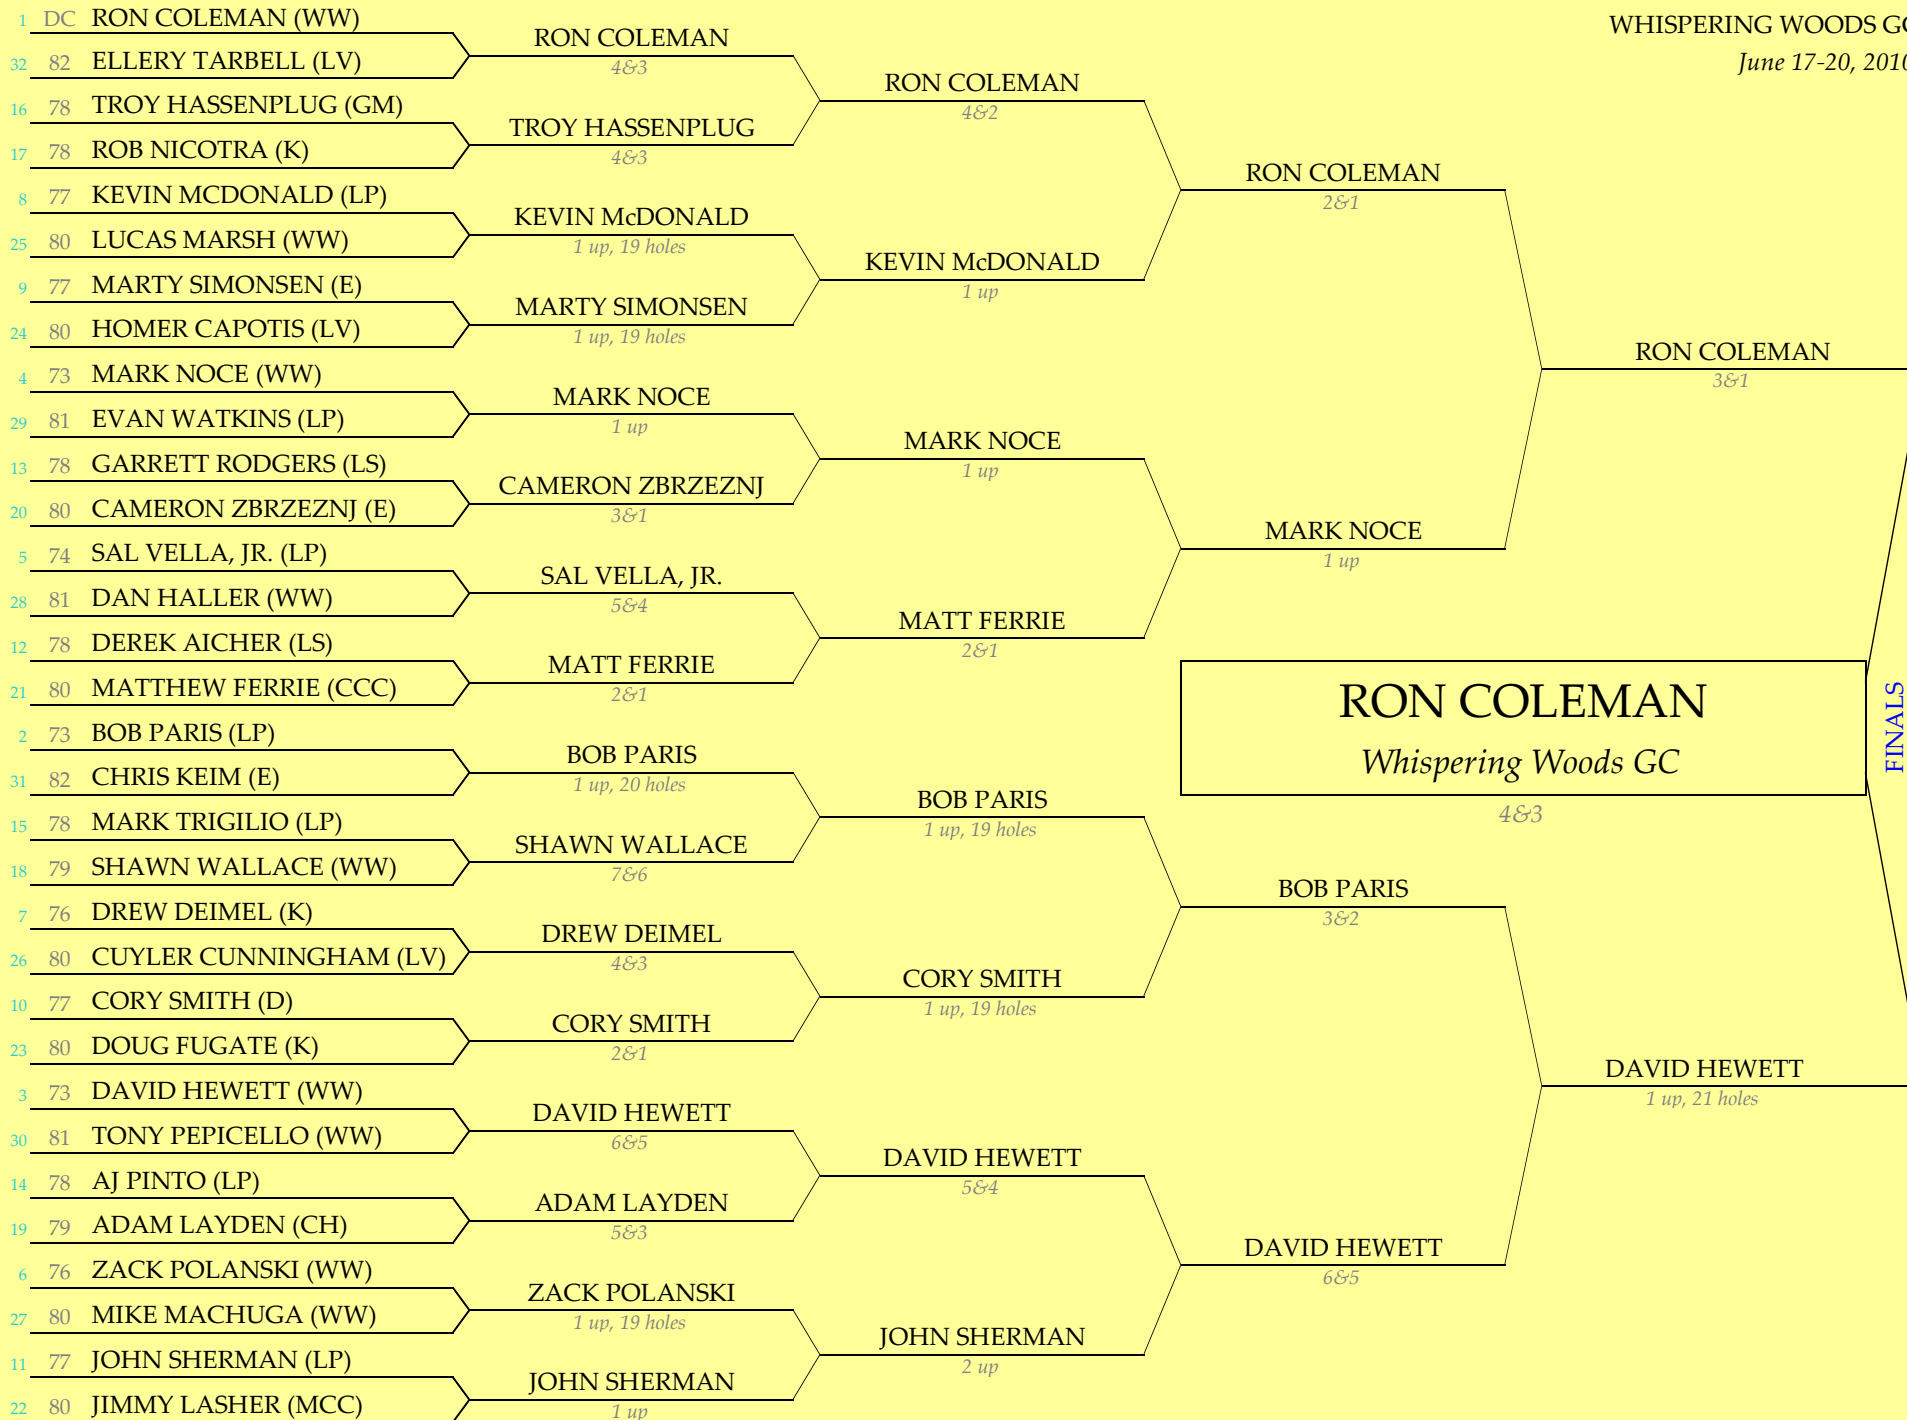 WHISPERING WOODS GC
June 17-20, 2010
1 DC RON COLEMAN (WW)
32 82 ELLERY TARBELL (LV)
16 78 TROY HASSENPLUG (GM)
17 78 ROB NICOTRA (K)
8 77 KEVIN MCDONALD (LP)
25 80 LUCAS MARSH (WW)
9 77 MARTY SIMONSEN (E)
24 80 HOMER CAPOTIS (LV)
4 73 MARK NOCE (WW)
29 81 EVAN WATKINS (LP)
13 78 GARRETT RODGERS (LS)
20 80 CAMERON ZBRZEZNJ (E)
5 74 SAL VELLA, JR. (LP)
28 81 DAN HALLER (WW)
12 78 DEREK AICHER (LS)
21 80 MATTHEW FERRIE (CCC)
2 73 BOB PARIS (LP)
31 82 CHRIS KEIM (E)
15 78 MARK TRIGILIO (LP)
18 79 SHAWN WALLACE (WW)
7 76 DREW DEIMEL (K)
26 80 CUYLER CUNNINGHAM (LV)
10 77 CORY SMITH (D)
23 80 DOUG FUGATE (K)
3 73 DAVID HEWETT (WW)
30 81 TONY PEPICELLO (WW)
14 78 AJ PINTO (LP)
19 79 ADAM LAYDEN (CH)
6 76 ZACK POLANSKI (WW)
27 80 MIKE MACHUGA (WW)
11 77 JOHN SHERMAN (LP)
22 80 JIMMY LASHER (MCC)
RON COLEMAN
4&3
TROY HASSENPLUG
4&3
KEVIN McDONALD
1 up, 19 holes
MARTY SIMONSEN
1 up, 19 holes
MARK NOCE
1 up
CAMERON ZBRZEZNJ
3&1
SAL VELLA, JR.
5&4
MATT FERRIE
2&1
BOB PARIS
1 up, 20 holes
SHAWN WALLACE
7&6
DREW DEIMEL
4&3
CORY SMITH
2&1
DAVID HEWETT
6&5
ADAM LAYDEN
5&3
ZACK POLANSKI
1 up, 19 holes
JOHN SHERMAN
1 up
RON COLEMAN
4&2
KEVIN McDONALD
1 up
MARK NOCE
1 up
MATT FERRIE
2&1
BOB PARIS
1 up, 19 holes
CORY SMITH
1 up, 19 holes
DAVID HEWETT
5&4
JOHN SHERMAN
2 up
RON COLEMAN
2&1
MARK NOCE
1 up
BOB PARIS
3&2
DAVID HEWETT
6&5
RON COLEMAN
3&1
DAVID HEWETT
1 up, 21 holes
RON COLEMAN
Whispering Woods GC
4&3
FINALS